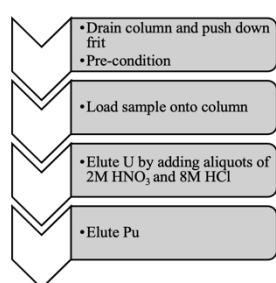 •Drain column and push down
frit
•Pre-condition
•Load sample onto column
•Elute U by adding aliquots of
2M HNO₃ and 8M HCl
•Elute Pu